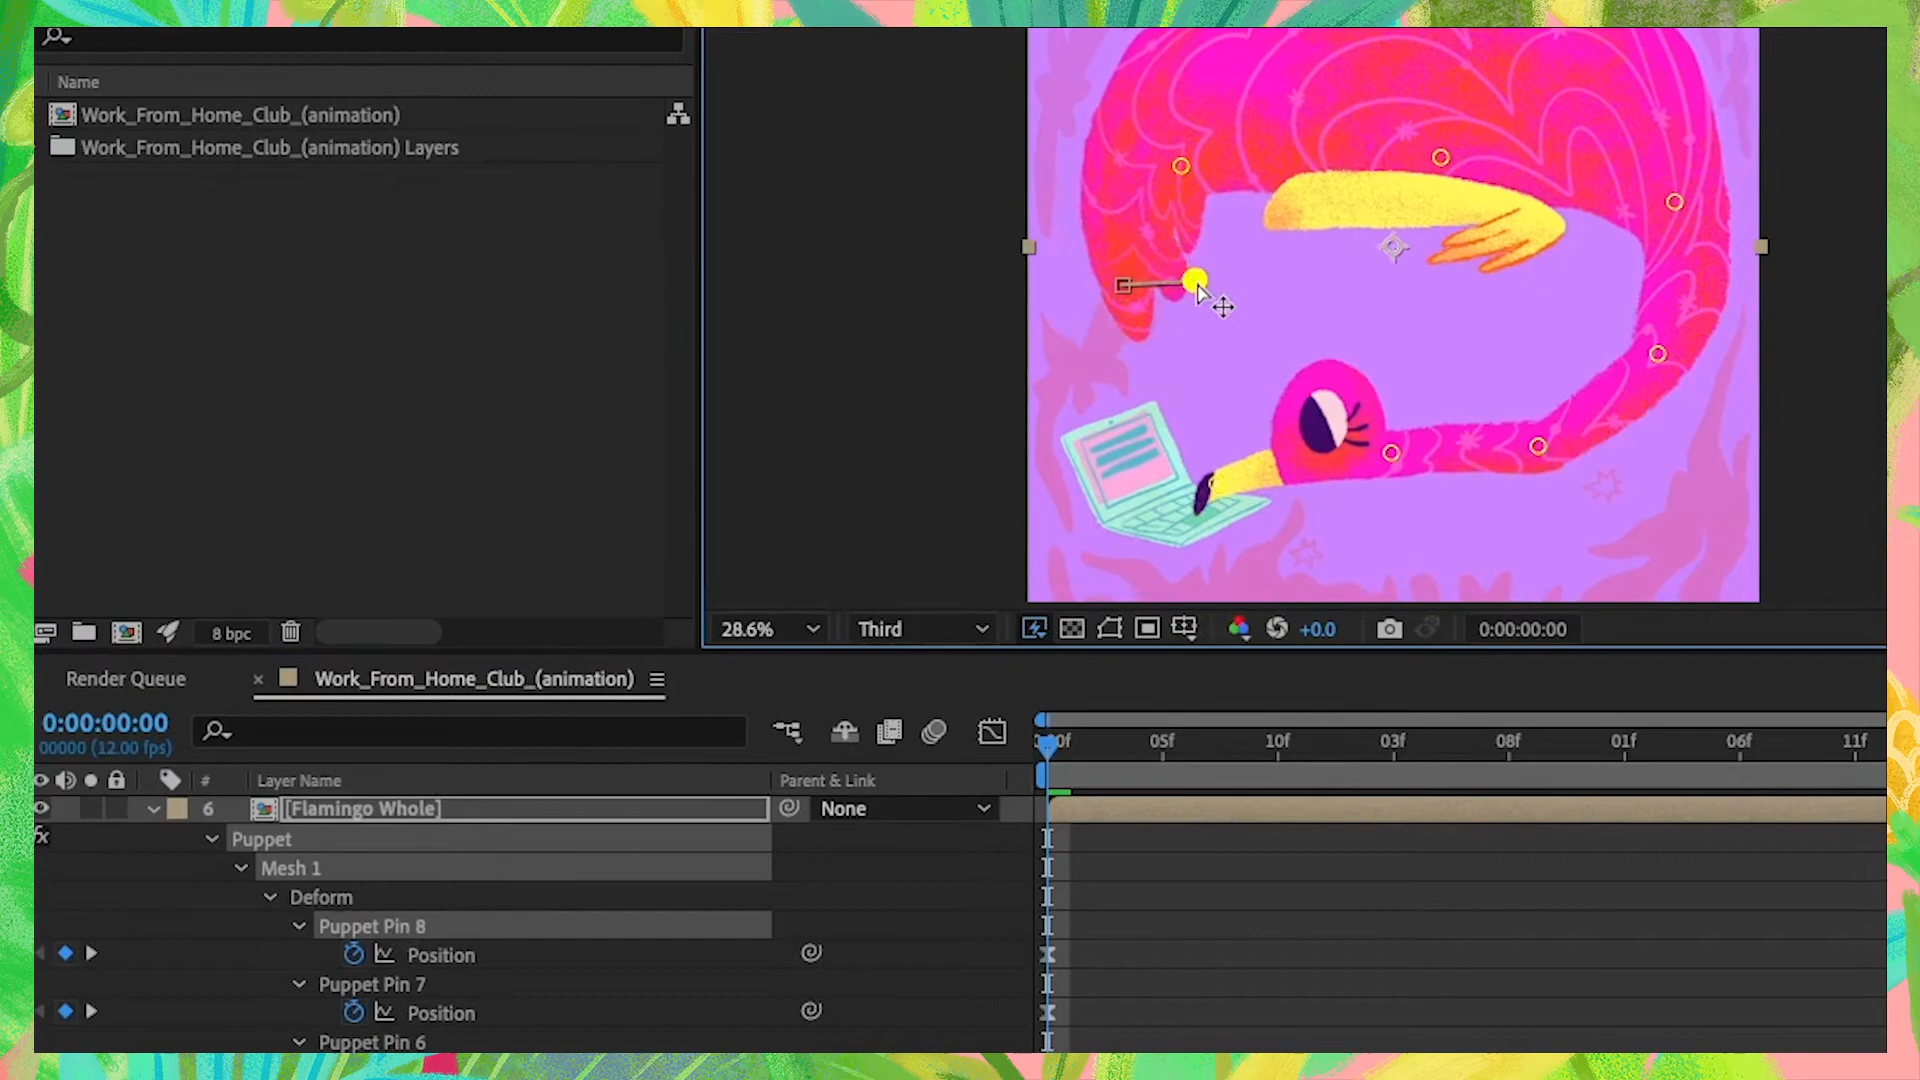 Name
Work_From_Home_Club_(animation)
Work_From_Home_Club_(animation) Layers
8 bpc
28.6%
Third
+0.0
0:00:00:00
Render Queue
× Work_From_Home_Club_(animation)
0:00:00:00
00000 (12.00 fps)
05f 10f 03f 08f 01f 06f 11f
# Layer Name Parent & Link
6 [Flamingo Whole] None
fx Puppet
Mesh 1
Deform
Puppet Pin 8
Position
Puppet Pin 7
Position
Puppet Pin 6